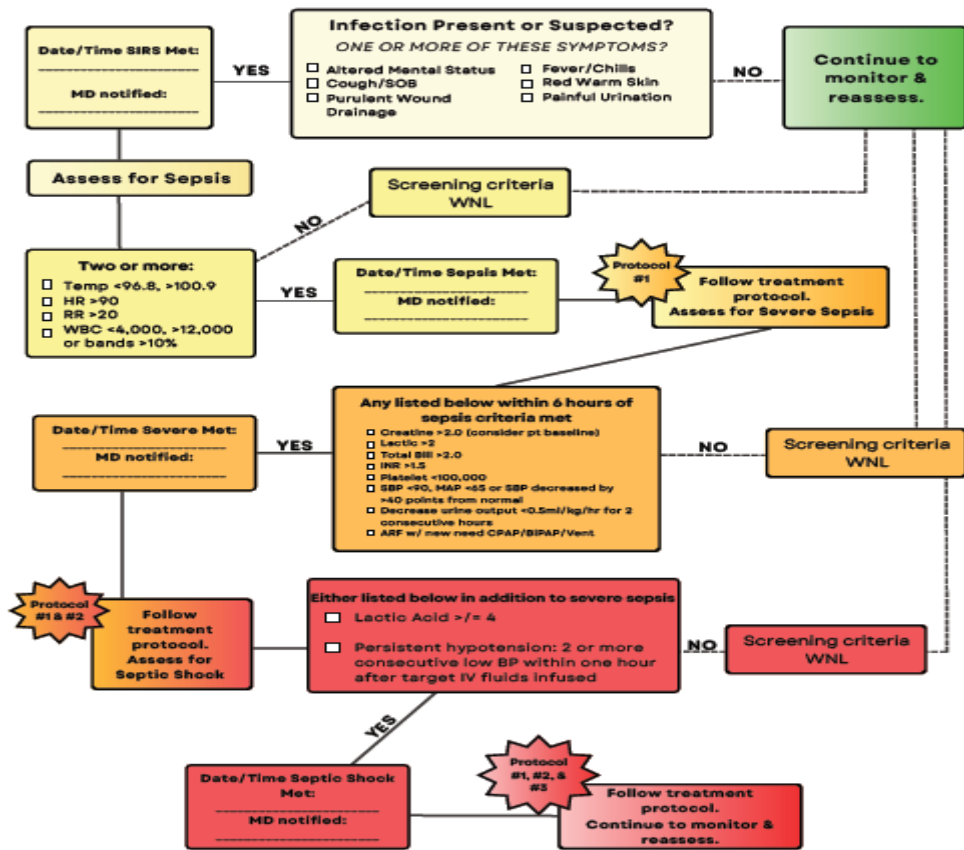 Infection Present or Suspected?
ONE OR MORE OF THESE SYMPTOMS?
Altered Mental Status
Cough/SOB
Purulent Wound
Drainage
Fever/Chills
Red Warm Skin
Painful Urination
YES
Date/Time SIRS Met:
MD notified:
NO
Continue to
monitor &
reassess.
Assess for Sepsis
Screening criteria
WNL
NO
Two or more:
Temp <96.8, >100.9
HR >90
RR >20
WBC <4,000, >12,000
or bands >10%
YES
Date/Time Sepsis Met:
MD notified:
Protocol
#1
Follow treatment
protocol.
Assess for Severe Sepsis
Any listed below within 6 hours of
sepsis criteria met
Creatine >2.0 (consider pt baseline)
Lactic >2
Total Bili >2.0
INR >1.5
Platelet <100,000
SBP <90, MAP <65 or SBP decreased by
>40 points from normal
Decrease urine output <0.5ml/kg/hr for 2
consecutive hours
ARF w/ new need CPAP/BiPAP/Vent
YES
Date/Time Severe Met:
MD notified:
NO
Screening criteria
WNL
Protocol
#1 & #2
Follow
treatment
protocol.
Assess for
Septic Shock
Either listed below in addition to severe sepsis
Lactic Acid >/= 4
Persistent hypotension: 2 or more
consecutive low BP within one hour
after target IV fluids infused
NO
Screening criteria
WNL
YES
Date/Time Septic Shock
Met:
MD notified:
Protocol
#1, #2, &
#3
Follow treatment
protocol.
Continue to monitor &
reassess.